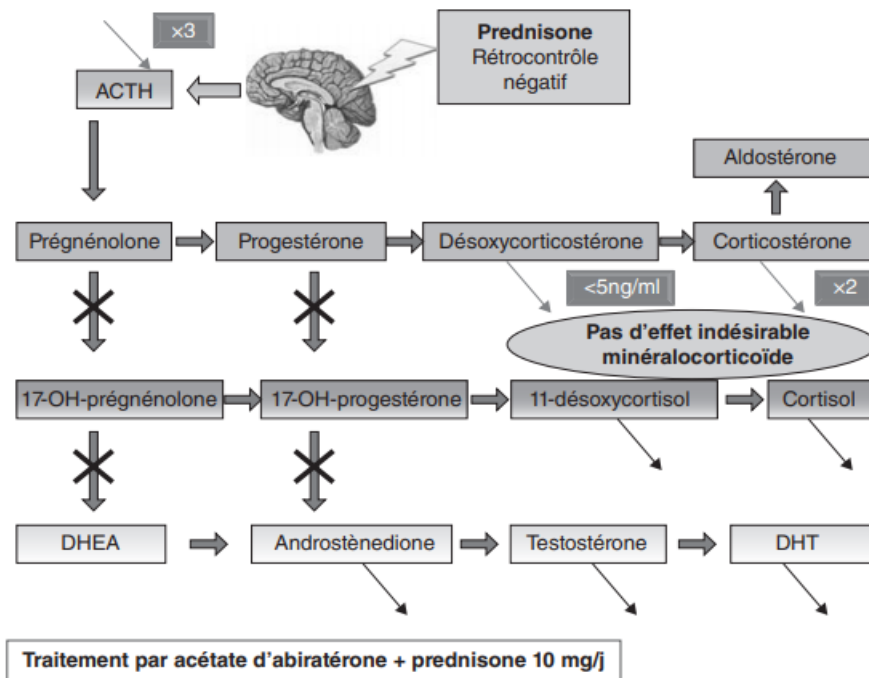 ×3
Prednisone
Rétrocontrôle
négatif
ACTH
Aldostérone
Prégnénolone
Progestérone
Désoxycorticostérone
Corticostérone
<5ng/ml
×2
Pas d'effet indésirable
minéralocorticoïde
17-OH-prégnénolone
17-OH-progestérone
11-désoxycortisol
Cortisol
DHEA
Androstènedione
Testostérone
DHT
Traitement par acétate d'abiratérone + prednisone 10 mg/j